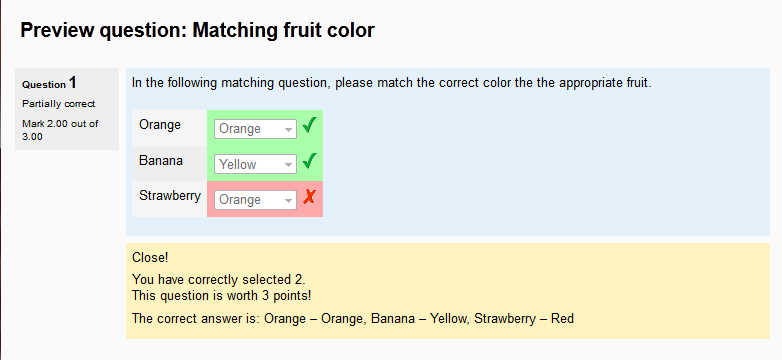 Preview question: Matching fruit color
Question 1
Partially correct
Mark 2.00 out of
3.00
In the following matching question, please match the correct color the the appropriate fruit.
Orange Orange
Banana Yellow
Strawberry Orange
Close!
You have correctly selected 2.
This question is worth 3 points!
The correct answer is: Orange – Orange, Banana – Yellow, Strawberry – Red